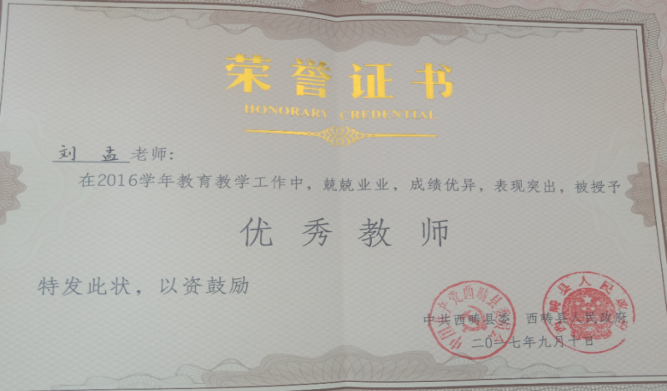 荣誉证书
HONORARY CREDENTIAL
刘 孟 老师：
在2016学年教育教学工作中，兢兢业业，成绩优异，表现突出，被授予
优秀教师
特发此状，以资鼓励
中共西畴县委 西畴县人民政府
二〇一七年九月十日